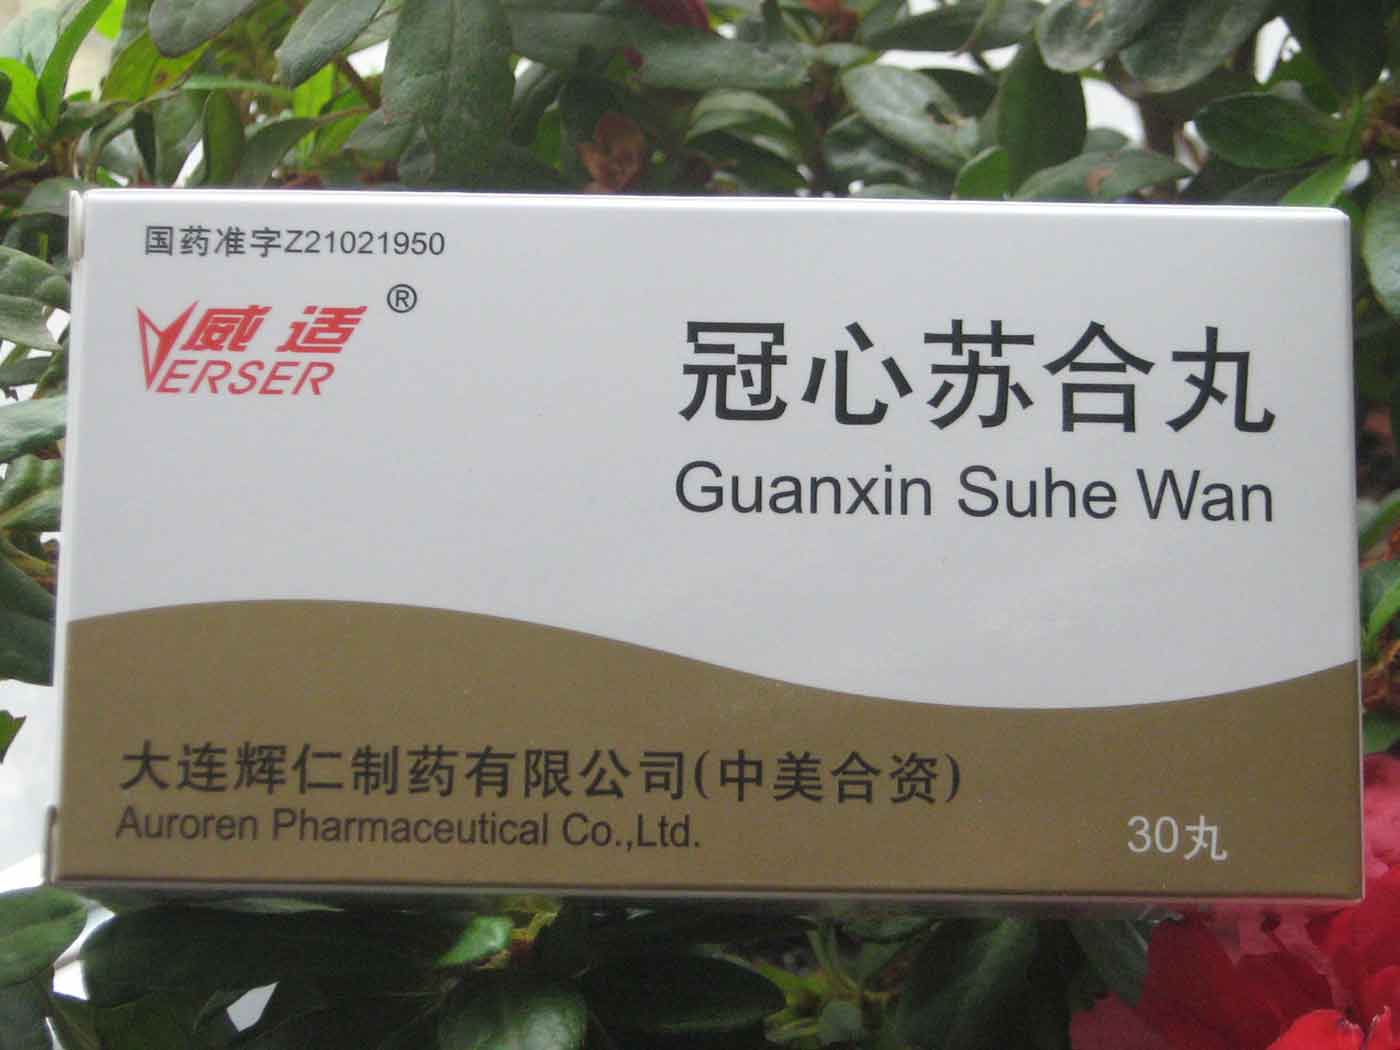 国药准字Z21021950
威适®
VERSER
冠心苏合丸
Guanxin Suhe Wan
大连辉仁制药有限公司(中美合资)
Auroren Pharmaceutical Co.,Ltd.
30丸